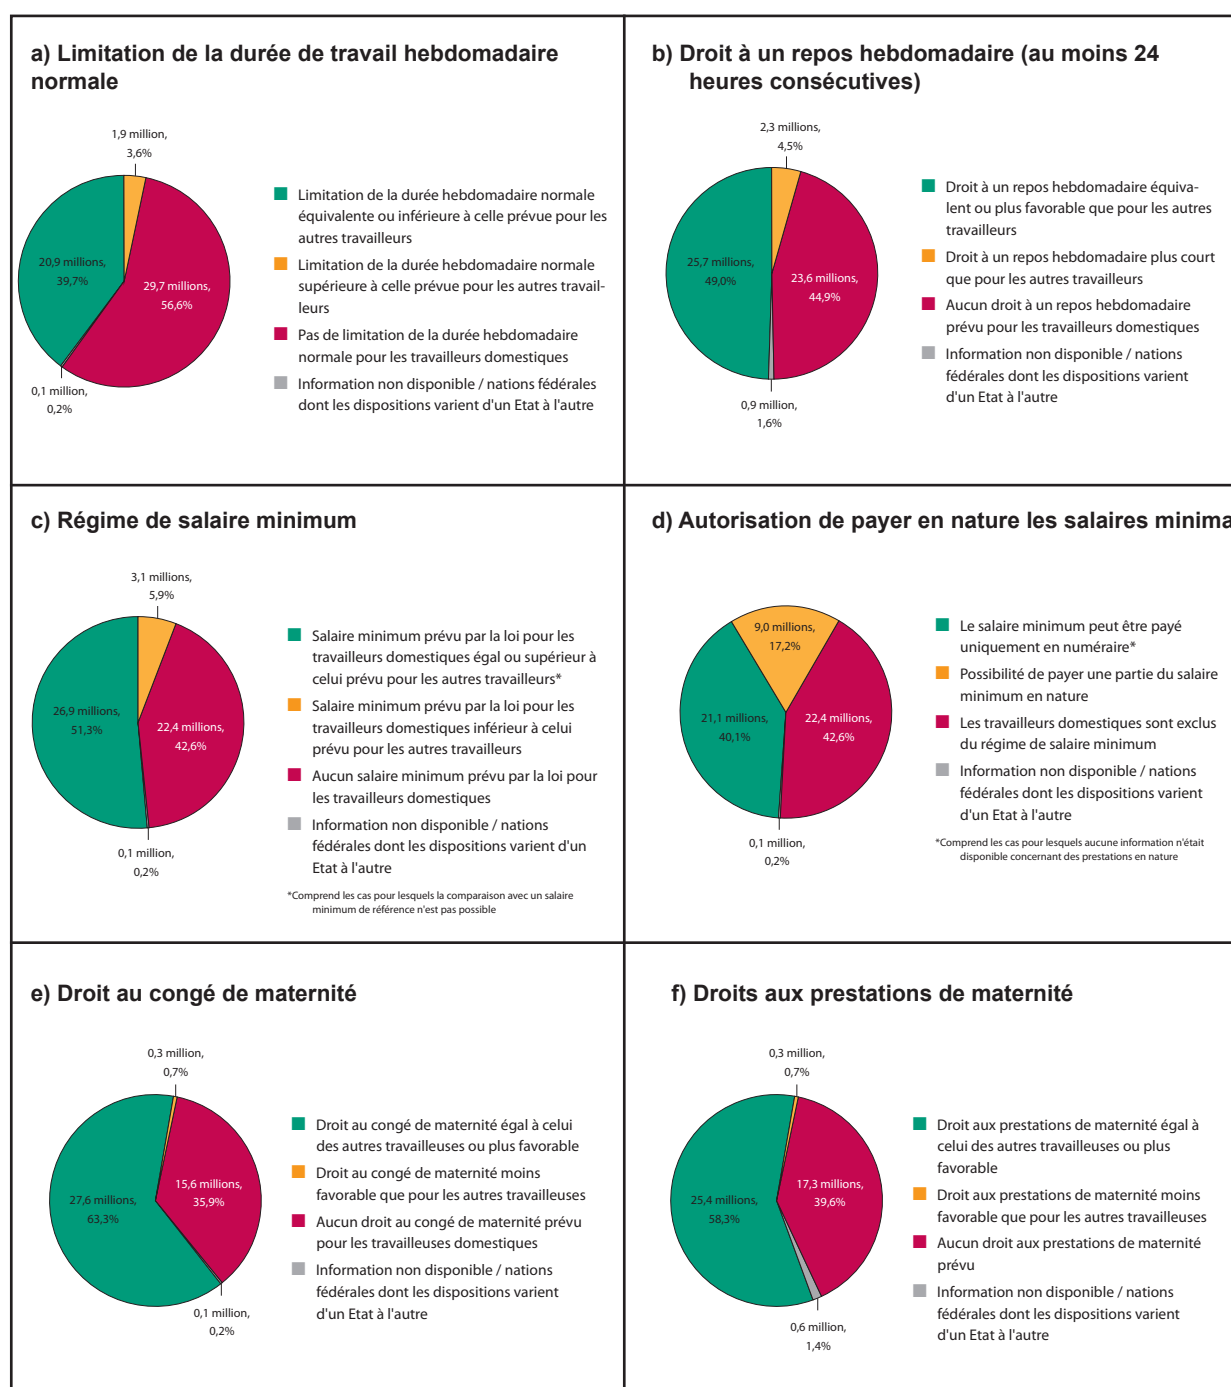 a) Limitation de la durée de travail hebdomadaire
normale
1,9 million,
3,6%
20,9 millions,
39,7%
29,7 millions,
56,6%
0,1 million,
0,2%
Limitation de la durée hebdomadaire normale
équivalente ou inférieure à celle prévue pour les
autres travailleurs
Limitation de la durée hebdomadaire normale
supérieure à celle prévue pour les autres travail-
leurs
Pas de limitation de la durée hebdomadaire
normale pour les travailleurs domestiques
Information non disponible / nations fédérales
dont les dispositions varient d'un Etat à l'autre
b) Droit à un repos hebdomadaire (au moins 24
heures consécutives)
2,3 millions,
4,5%
25,7 millions,
49,0%
23,6 millions,
44,9%
0,9 million,
1,6%
Droit à un repos hebdomadaire équiva-
lent ou plus favorable que pour les autres
travailleurs
Droit à un repos hebdomadaire plus court
que pour les autres travailleurs
Aucun droit à un repos hebdomadaire
prévu pour les travailleurs domestiques
Information non disponible / nations
fédérales dont les dispositions varient
d'un Etat à l'autre
c) Régime de salaire minimum
3,1 millions,
5,9%
26,9 millions,
51,3%
22,4 millions,
42,6%
0,1 million,
0,2%
Salaire minimum prévu par la loi pour les
travailleurs domestiques égal ou supérieur à
celui prévu pour les autres travailleurs*
Salaire minimum prévu par la loi pour les
travailleurs domestiques inférieur à celui
prévu pour les autres travailleurs
Aucun salaire minimum prévu par la loi pour
les travailleurs domestiques
Information non disponible / nations
fédérales dont les dispositions varient d'un
Etat à l'autre
*Comprend les cas pour lesquels la comparaison avec un salaire
minimum de référence n'est pas possible
d) Autorisation de payer en nature les salaires minima
9,0 millions,
17,2%
21,1 millions,
40,1%
22,4 millions,
42,6%
0,1 million,
0,2%
Le salaire minimum peut être payé
uniquement en numéraire*
Possibilité de payer une partie du salaire
minimum en nature
Les travailleurs domestiques sont exclus
du régime de salaire minimum
Information non disponible / nations
fédérales dont les dispositions varient
d'un Etat à l'autre
*Comprend les cas pour lesquels aucune information n'était
disponible concernant des prestations en nature
e) Droit au congé de maternité
0,3 million,
0,7%
27,6 millions,
63,3%
15,6 millions,
35,9%
0,1 million,
0,2%
Droit au congé de maternité égal à celui
des autres travailleuses ou plus favorable
Droit au congé de maternité moins
favorable que pour les autres travailleuses
Aucun droit au congé de maternité prévu
pour les travailleuses domestiques
Information non disponible / nations
fédérales dont les dispositions varient
d'un Etat à l'autre
f) Droits aux prestations de maternité
0,3 million,
0,7%
25,4 millions,
58,3%
17,3 millions,
39,6%
0,6 million,
1,4%
Droit aux prestations de maternité égal à
celui des autres travailleuses ou plus
favorable
Droit aux prestations de maternité moins
favorable que pour les autres travailleuses
Aucun droit aux prestations de maternité
prévu
Information non disponible / nations
fédérales dont les dispositions varient
d'un Etat à l'autre